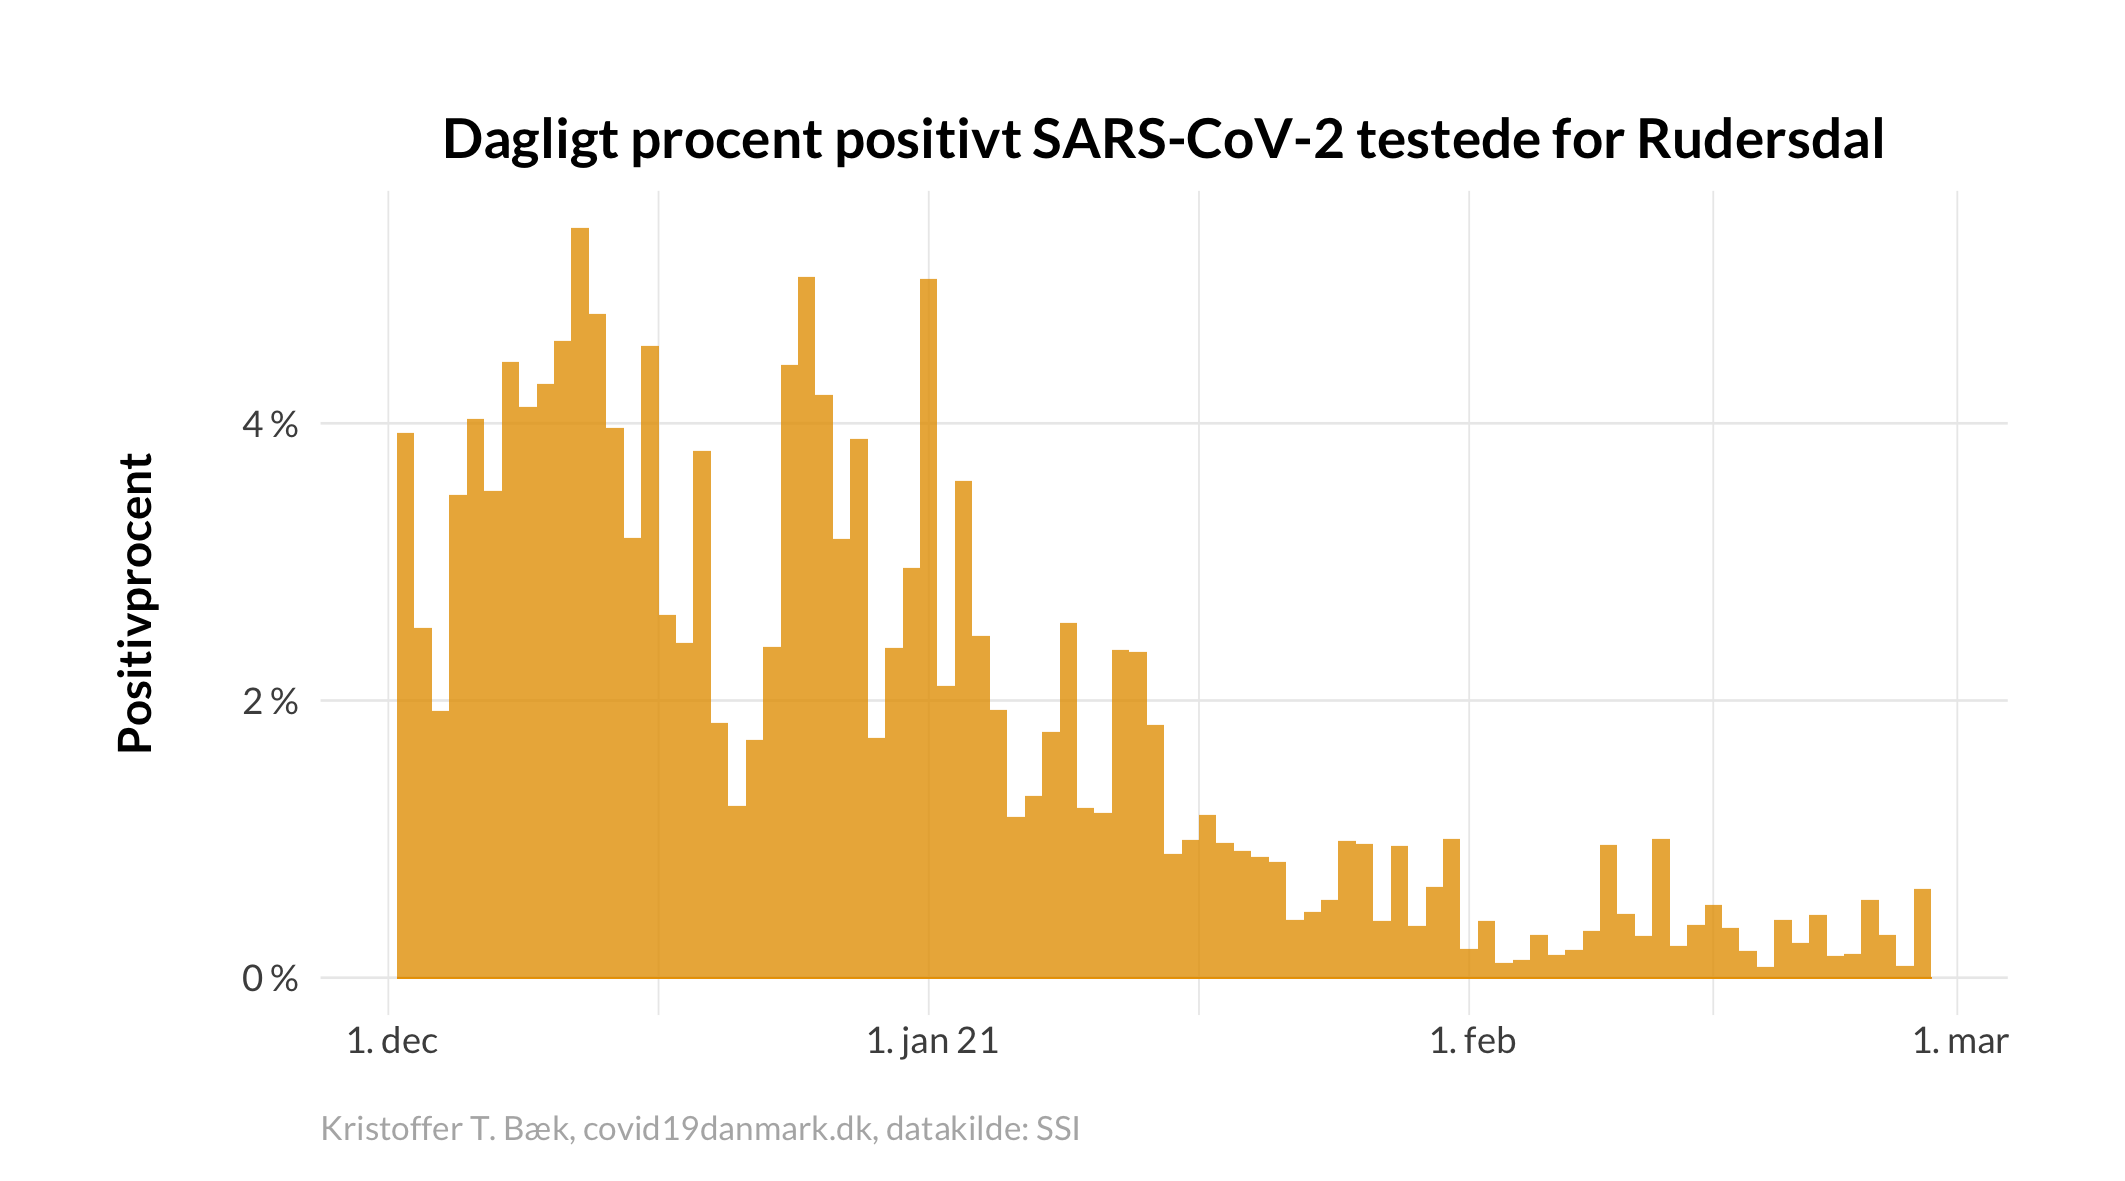 Dagligt procent positivt SARS-CoV-2 testede for Rudersdal
Positivprocent
4 %
2 %
0 %
1. dec
1. jan 21
1. feb
1. mar
Kristoffer T. Bæk, covid19danmark.dk, datakilde: SSI